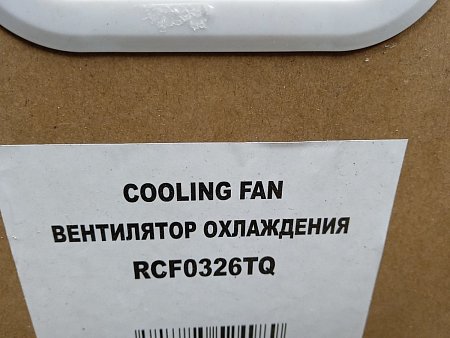 COOLING FAN
ВЕНТИЛЯТОР ОХЛАЖДЕНИЯ
RCF0326TQ